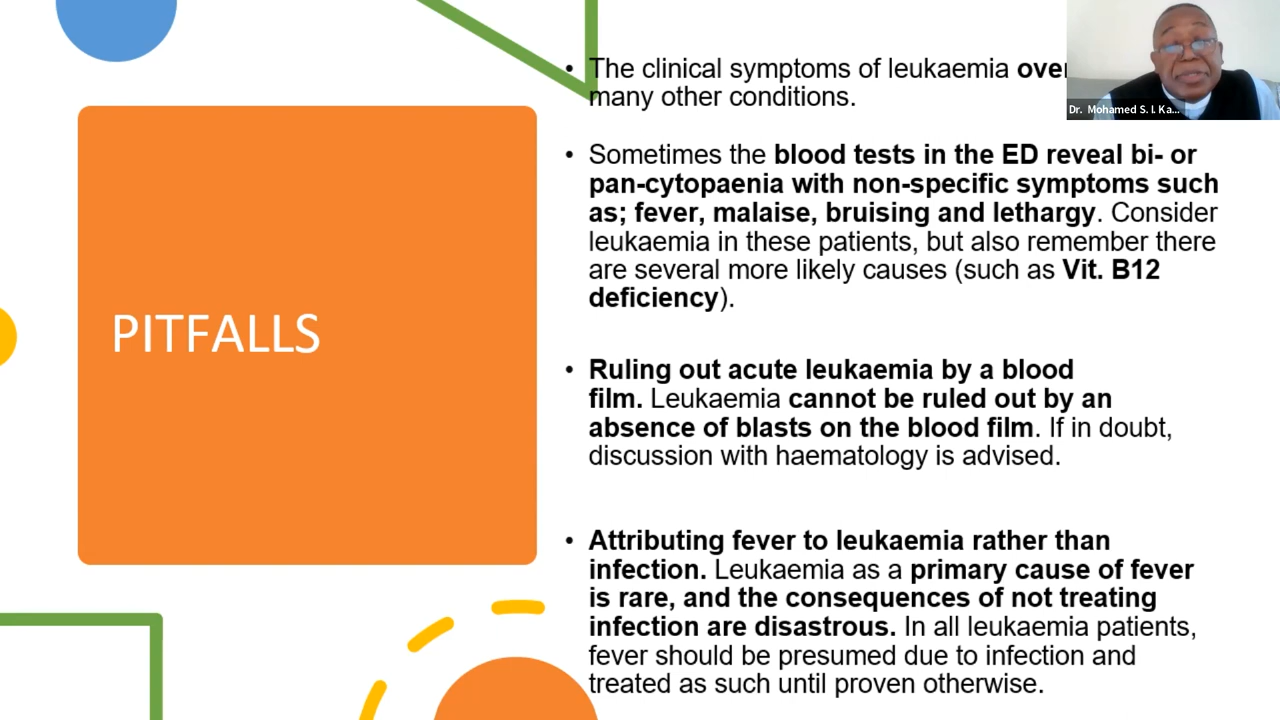 PITFALLS
• The clinical symptoms of leukaemia
many other conditions.
• Sometimes the blood tests in the ED reveal bi- or
pan-cytopaenia with non-specific symptoms such
as; fever, malaise, bruising and lethargy. Consider
leukaemia in these patients, but also remember there
are several more likely causes (such as Vit. B12
deficiency).
• Ruling out acute leukaemia by a blood
film. Leukaemia cannot be ruled out by an
absence of blasts on the blood film. If in doubt,
discussion with haematology is advised.
• Attributing fever to leukaemia rather than
infection. Leukaemia as a primary cause of fever
is rare, and the consequences of not treating
infection are disastrous. In all leukaemia patients,
fever should be presumed due to infection and
treated as such until proven otherwise.
Dr. Mohamed S. I. Ka...